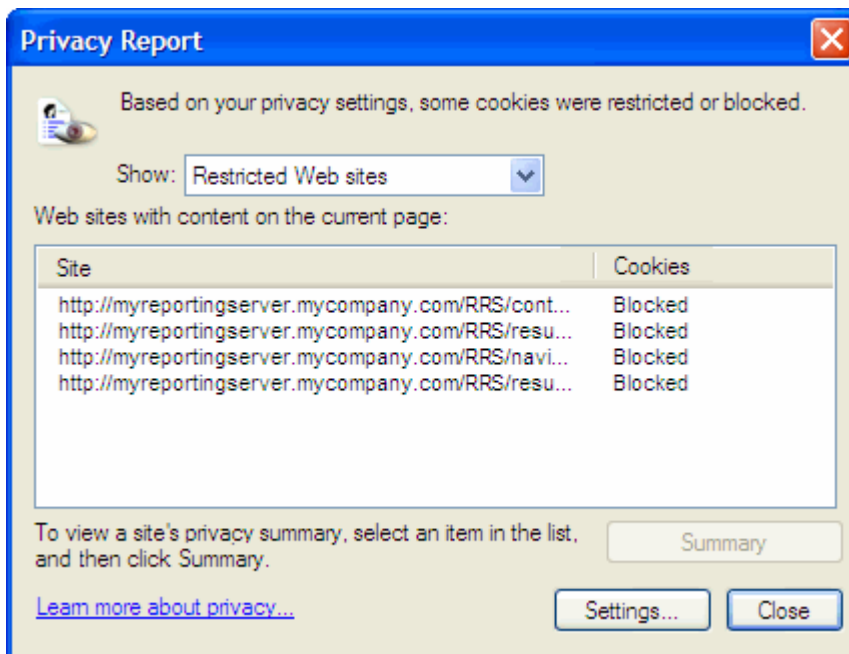 Privacy Report
Based on your privacy settings, some cookies were restricted or blocked.
Show: Restricted Web sites
Web sites with content on the current page:
Site Cookies
http://myreportingserver.mycompany.com/RRS/cont... Blocked
http://myreportingserver.mycompany.com/RRS/resu... Blocked
http://myreportingserver.mycompany.com/RRS/navi... Blocked
http://myreportingserver.mycompany.com/RRS/resu... Blocked
To view a site's privacy summary, select an item in the list,
and then click Summary.
Summary
Learn more about privacy...
Settings... Close